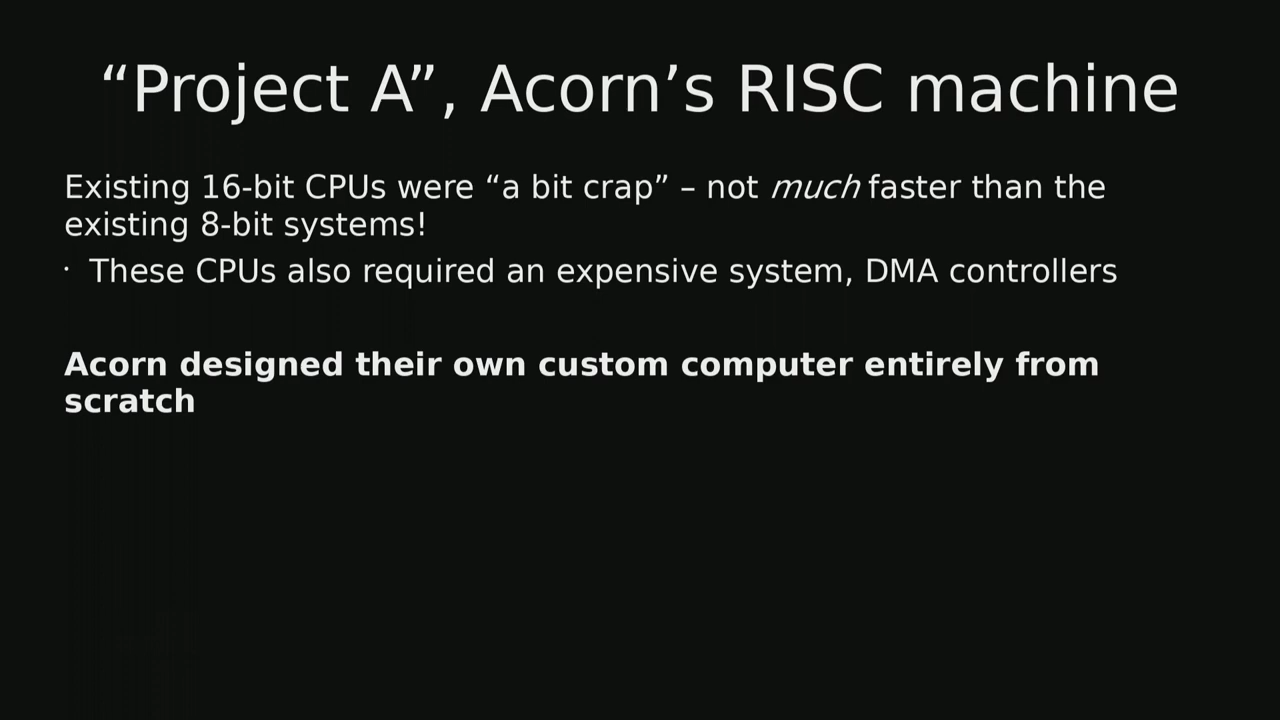 “Project A”, Acorn’s RISC machine
Existing 16-bit CPUs were “a bit crap” – not much faster than the
existing 8-bit systems!
· These CPUs also required an expensive system, DMA controllers
Acorn designed their own custom computer entirely from
scratch